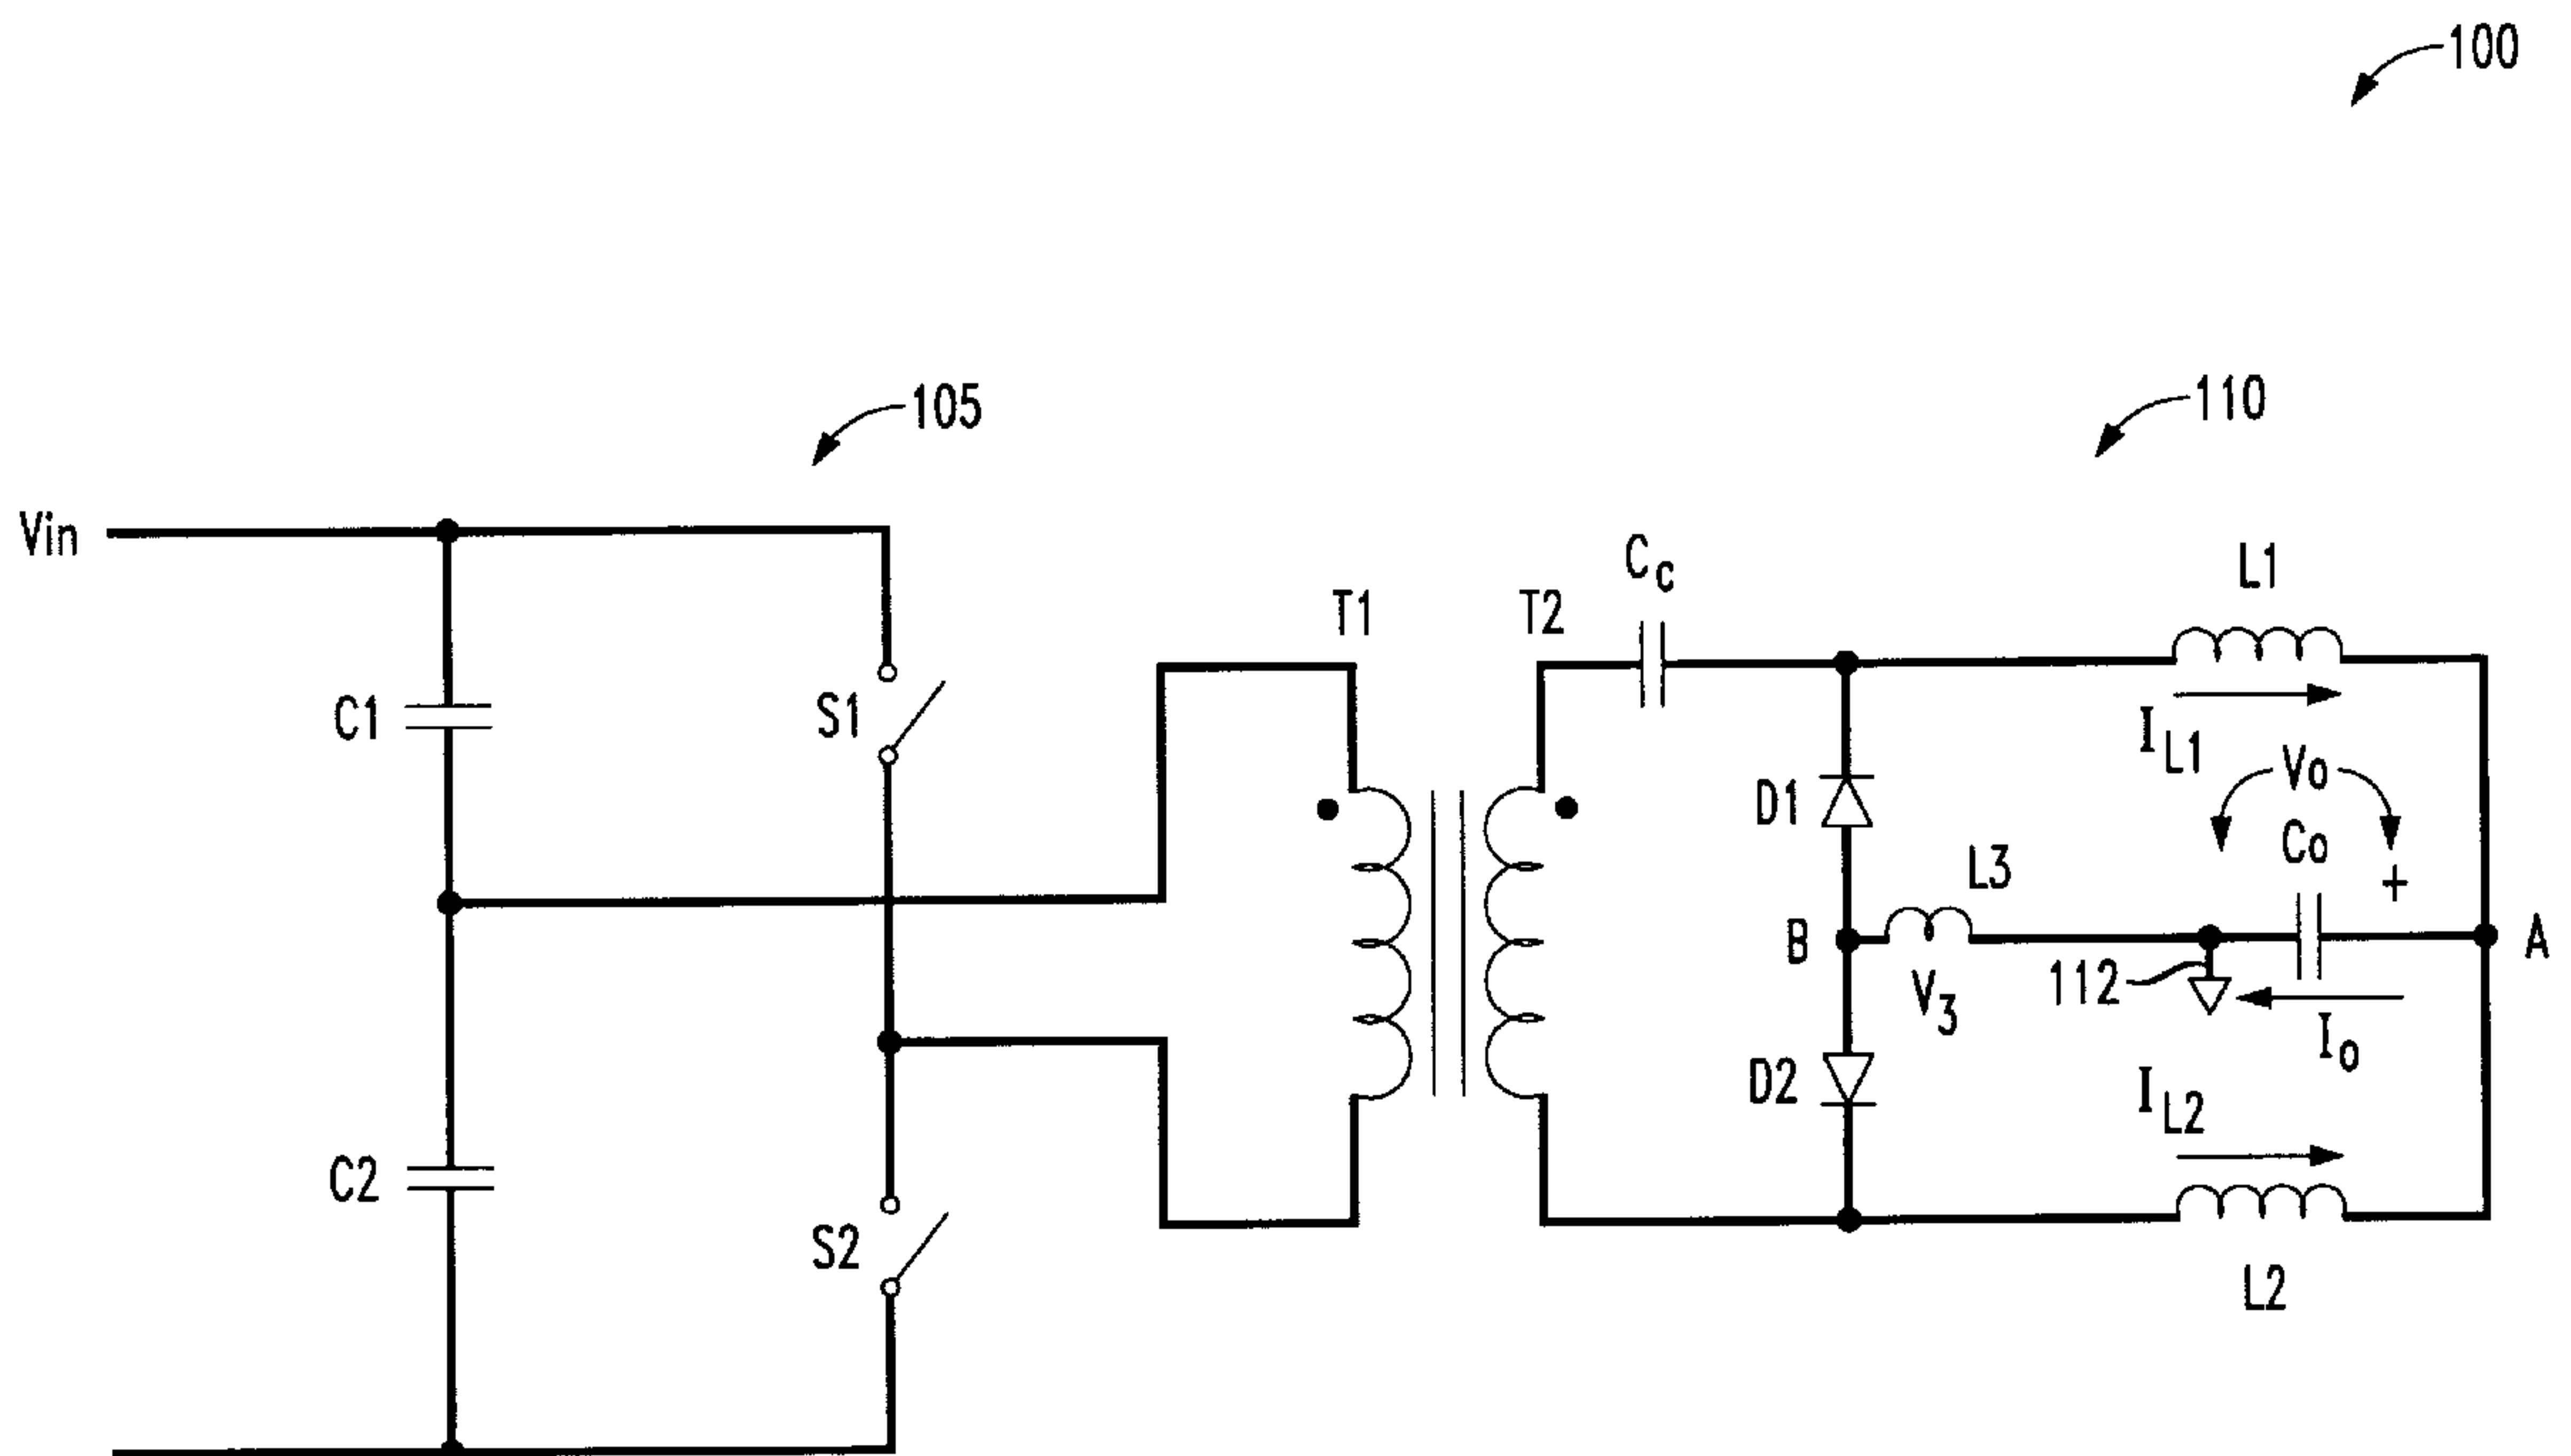 100
105
110
Vin
C1
S1
T1
T2
Cc
L1
IL1
Vo
D1
L3
Co
+
B
V3
112
A
Io
D2
IL2
C2
S2
L2